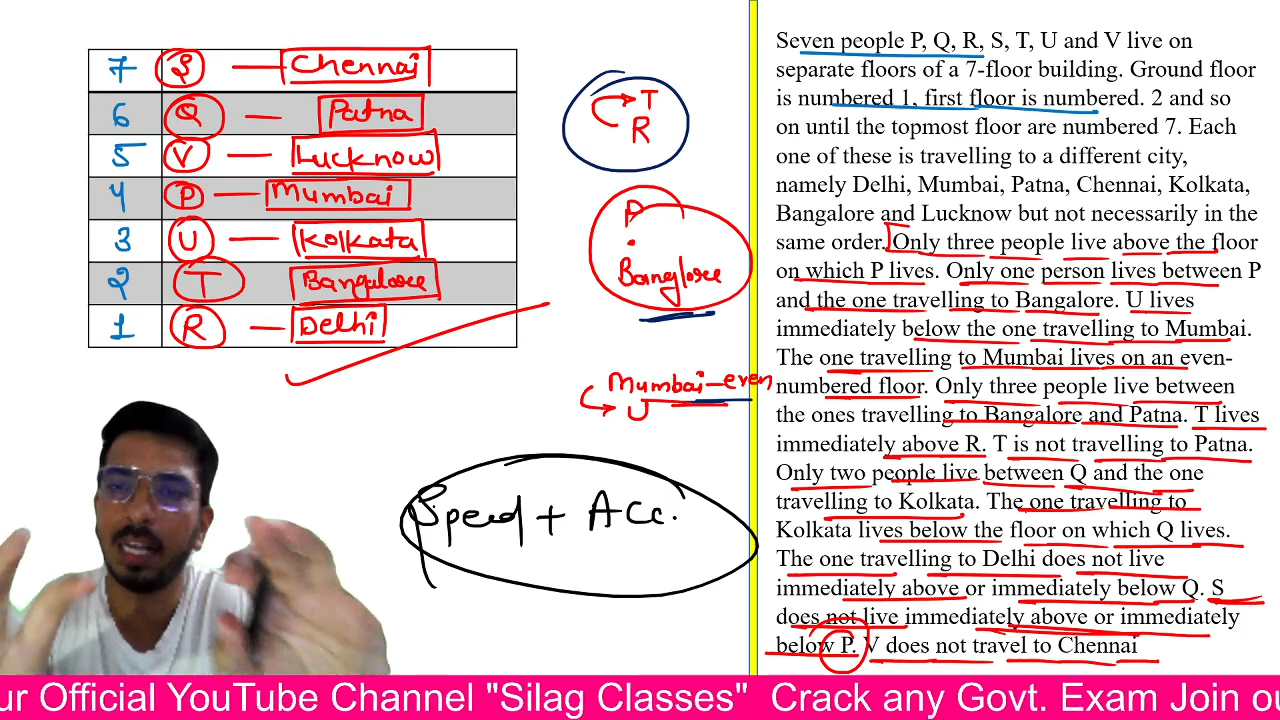 7 S — Chennai
6 Q — Patna
5 V — Lucknow
4 P — Mumbai
3 U — Kolkata
2 T Bangalore
1 R — Delhi
T
R
P
Banglore
Mumbai-even
U
Speed + Acc.
Seven people P, Q, R, S, T, U and V live on
separate floors of a 7-floor building. Ground floor
is numbered 1, first floor is numbered. 2 and so
on until the topmost floor are numbered 7. Each
one of these is travelling to a different city,
namely Delhi, Mumbai, Patna, Chennai, Kolkata,
Bangalore and Lucknow but not necessarily in the
same order. Only three people live above the floor
on which P lives. Only one person lives between P
and the one travelling to Bangalore. U lives
immediately below the one travelling to Mumbai.
The one travelling to Mumbai lives on an even-
numbered floor. Only three people live between
the ones travelling to Bangalore and Patna. T lives
immediately above R. T is not travelling to Patna.
Only two people live between Q and the one
travelling to Kolkata. The one travelling to
Kolkata lives below the floor on which Q lives.
The one travelling to Delhi does not live
immediately above or immediately below Q. S
does not live immediately above or immediately
below P. V does not travel to Chennai
ur Official YouTube Channel "Silag Classes" Crack any Govt. Exam Join ou